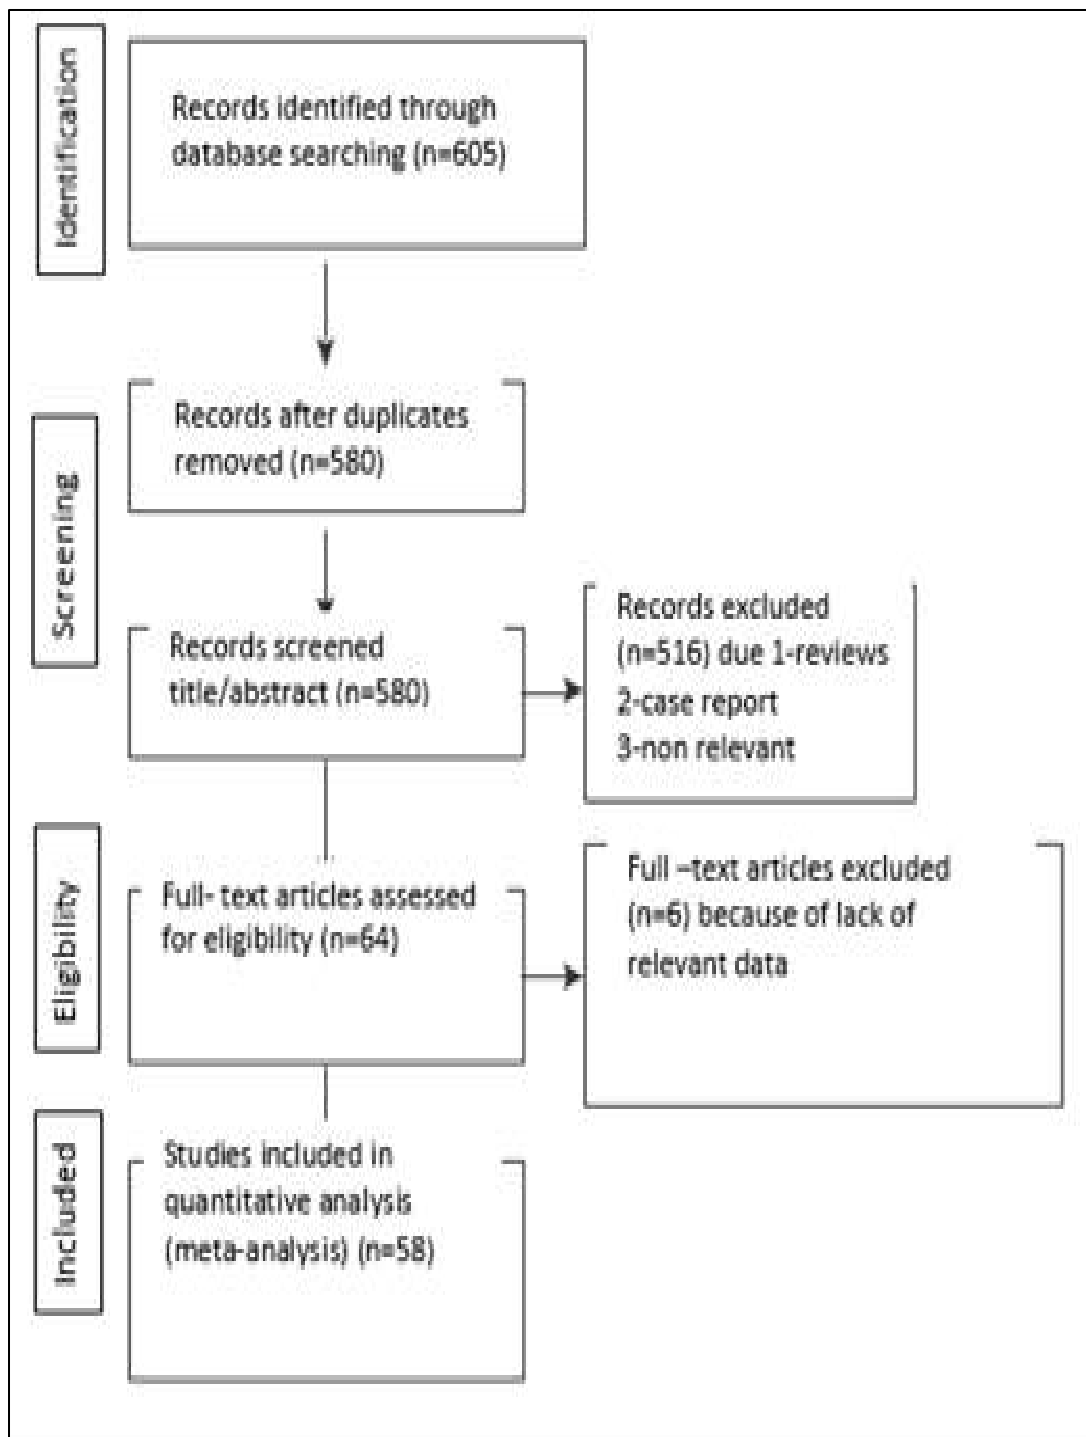 Identification
Records identified through
database searching (n=605)
Screening
Records after duplicates
removed (n=580)
Records screened
title/abstract (n=580)
Records excluded
(n=516) due 1-reviews
2-case report
3-non relevant
Eligibility
Full- text articles assessed
for eligibility (n=64)
Full –text articles excluded
(n=6) because of lack of
relevant data
Included
Studies included in
quantitative analysis
(meta-analysis) (n=58)